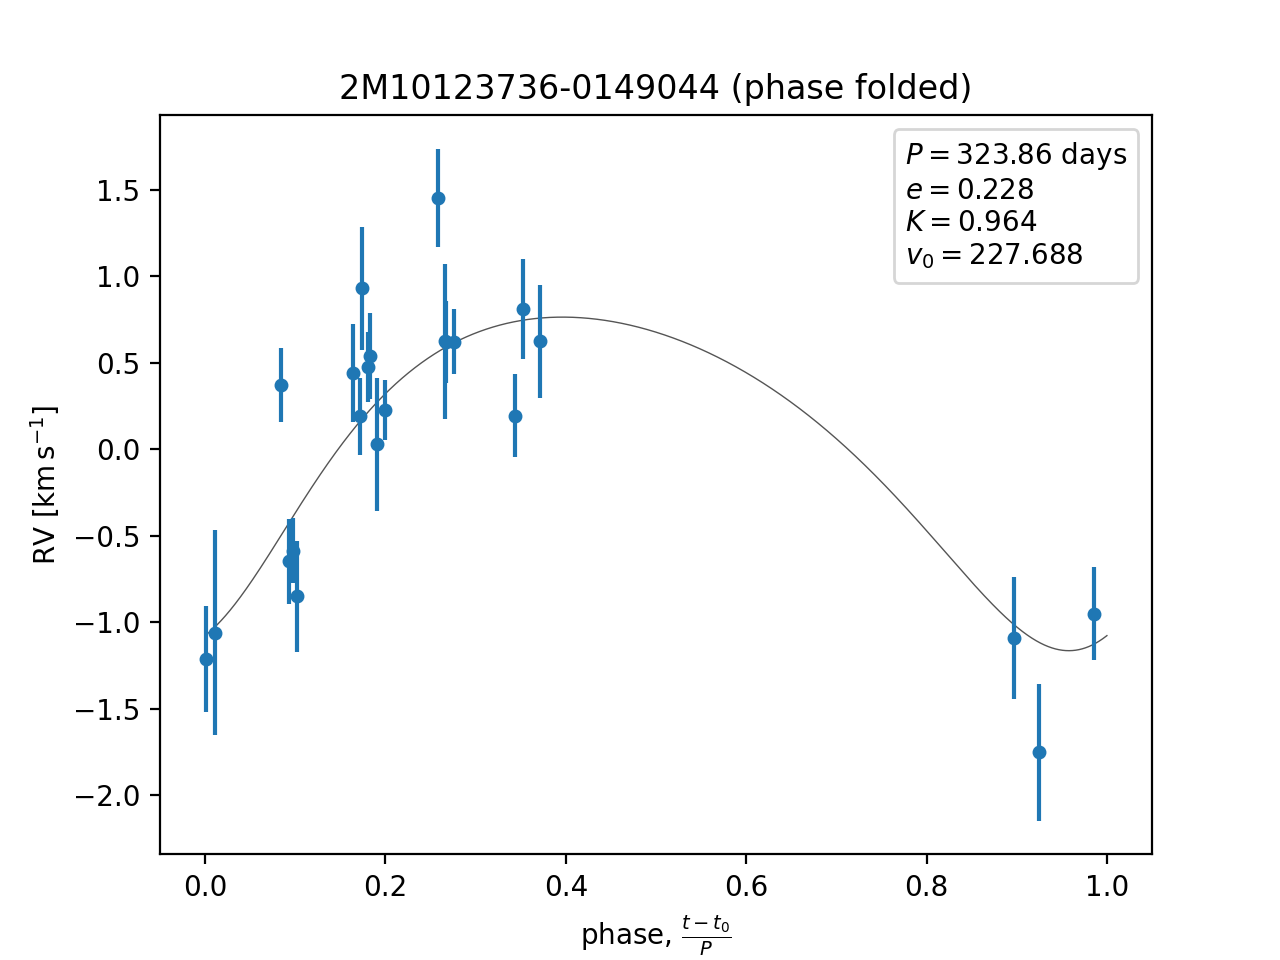 2M10123736-0149044 (phase folded)
P = 323.86 days
e = 0.228
K = 0.964
v₀ = 227.688
1.5
1.0
0.5
0.0
−0.5
−1.0
−1.5
−2.0
RV [km s⁻¹]
0.0 0.2 0.4 0.6 0.8 1.0
phase, (t − t₀)/P